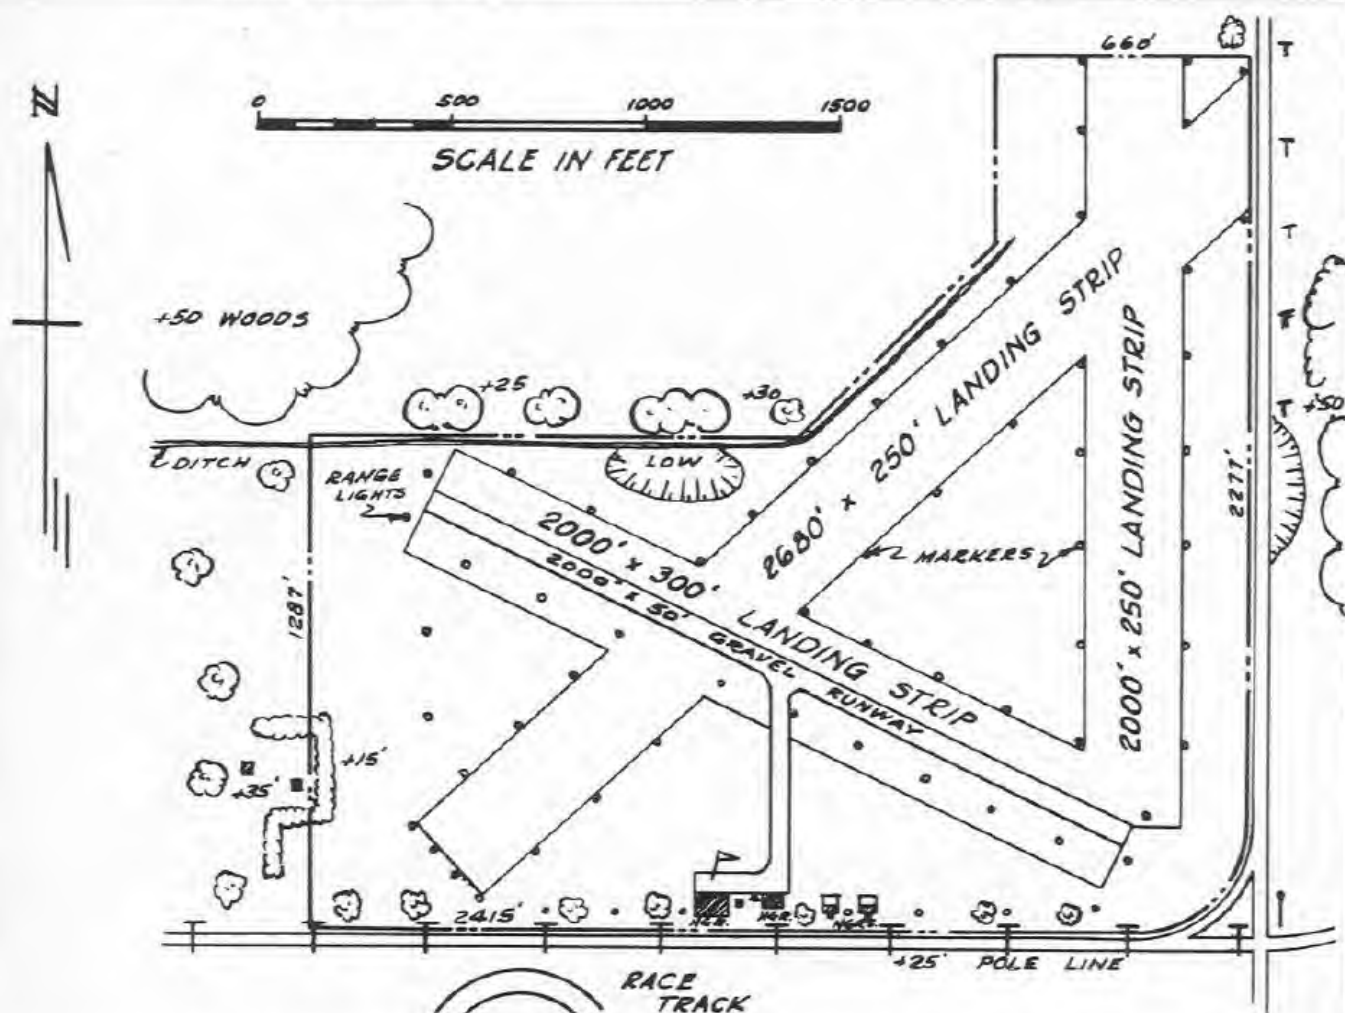 660'
N
0 500 1000 1500
SCALE IN FEET
+50 WOODS
+25
+30
+50
DITCH
LOW
RANGE
LIGHTS
2680' x 250' LANDING STRIP
2000' x 250' LANDING STRIP
2277'
2000' x 300' LANDING STRIP
2000' x 50' GRAVEL RUNWAY
MARKERS
1287'
+15'
+35'
2415'
HGR.
HGR.
+25' POLE LINE
RACE
TRACK